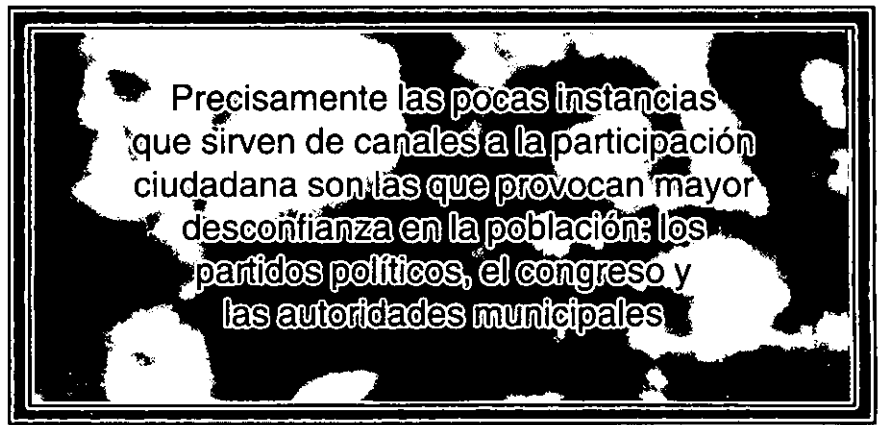 Precisamente las pocas instancias
que sirven de canales a la participación
ciudadana son las que provocan mayor
desconfianza en la población: los
partidos políticos, el congreso y
las autoridades municipales